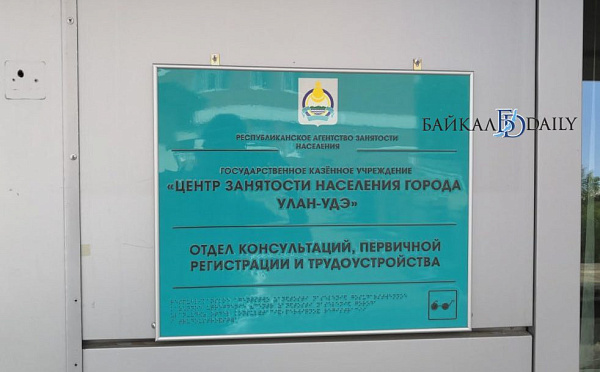 РЕСПУБЛИКАНСКОЕ АГЕНТСТВО ЗАНЯТОСТИ
НАСЕЛЕНИЯ
ГОСУДАРСТВЕННОЕ КАЗЁННОЕ УЧРЕЖДЕНИЕ
«ЦЕНТР ЗАНЯТОСТИ НАСЕЛЕНИЯ ГОРОДА
УЛАН-УДЭ»
ОТДЕЛ КОНСУЛЬТАЦИЙ, ПЕРВИЧНОЙ
РЕГИСТРАЦИИ И ТРУДОУСТРОЙСТВА
БАЙКАЛ DAILY